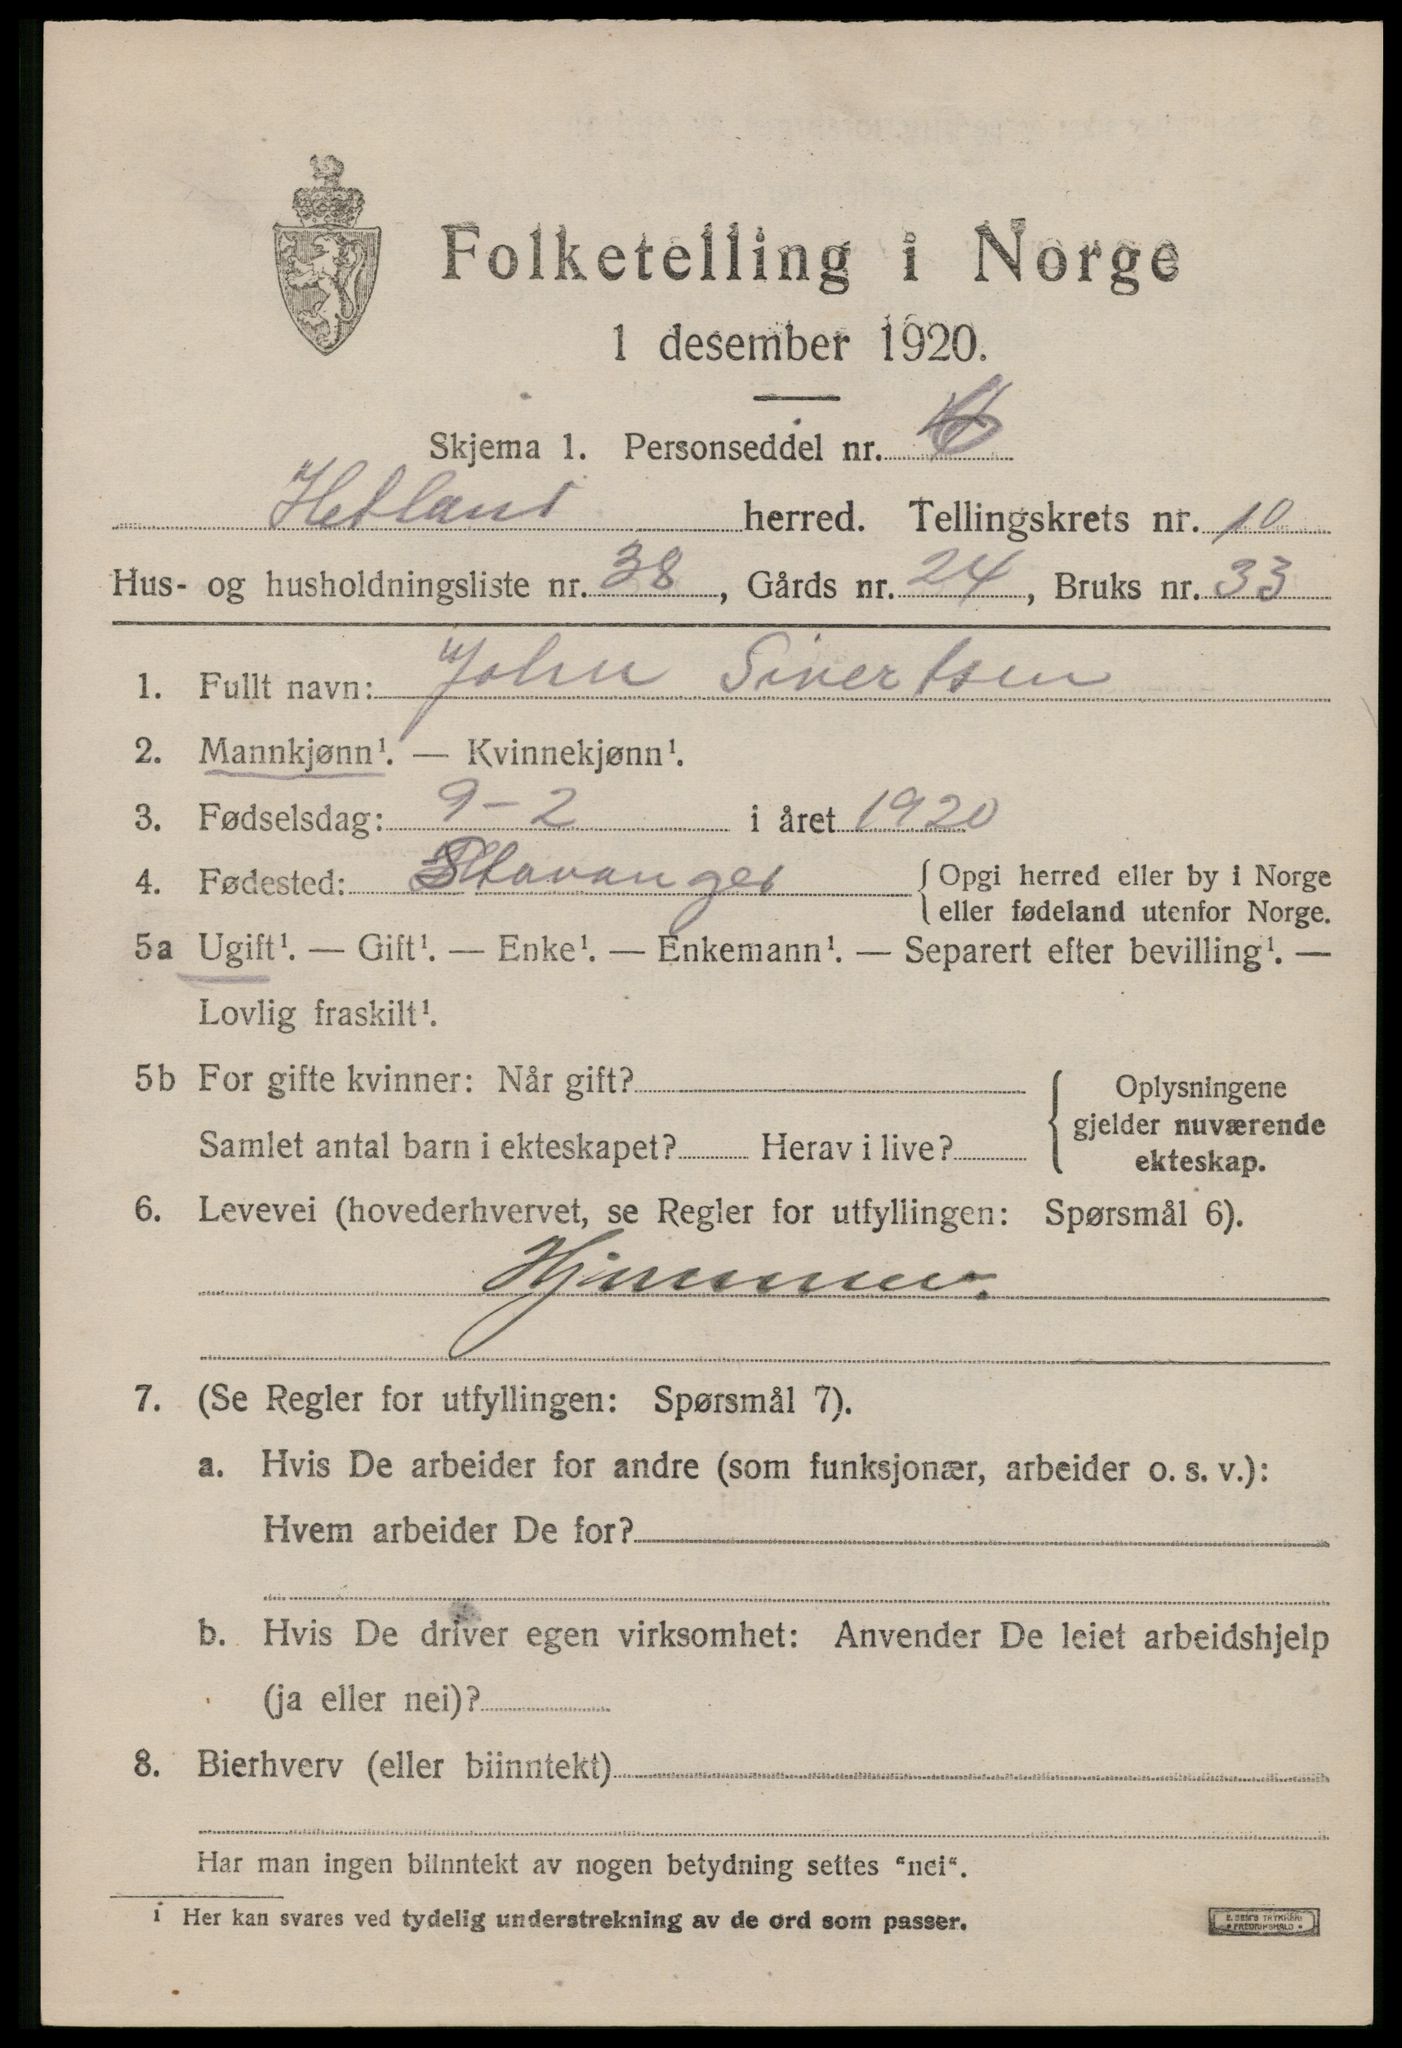 Folketelling i Norge
1 desember 1920.
Skjema 1. Personseddel nr.
Hetland herred. Tellingskrets nr. 10
Hus- og husholdningsliste nr. 38, Gårds nr. 24, Bruks nr. 33
1. Fullt navn: John Sivertsen
2. Mannkjønn¹. — Kvinnekjønn¹.
3. Fødselsdag: 9-2 i året 1920
4. Fødested: Stavanger { Opgi herred eller by i Norge
eller fødeland utenfor Norge.
5a Ugift¹. — Gift¹. — Enke¹. — Enkemann¹. — Separert efter bevilling¹. —
Lovlig fraskilt¹.
5b For gifte kvinner: Når gift? { Oplysningene
gjelder nuværende
Samlet antal barn i ekteskapet? Herav i live?
ekteskap.
6. Levevei (hovederhvervet, se Regler for utfyllingen: Spørsmål 6).
Hjemme.
7. (Se Regler for utfyllingen: Spørsmål 7).
a. Hvis De arbeider for andre (som funksjonær, arbeider o. s. v.):
Hvem arbeider De for?
b. Hvis De driver egen virksomhet: Anvender De leiet arbeidshjelp
(ja eller nei)?
8. Bierhverv (eller biinntekt)
Har man ingen biinntekt av nogen betydning settes "nei".
1 Her kan svares ved tydelig understrekning av de ord som passer.